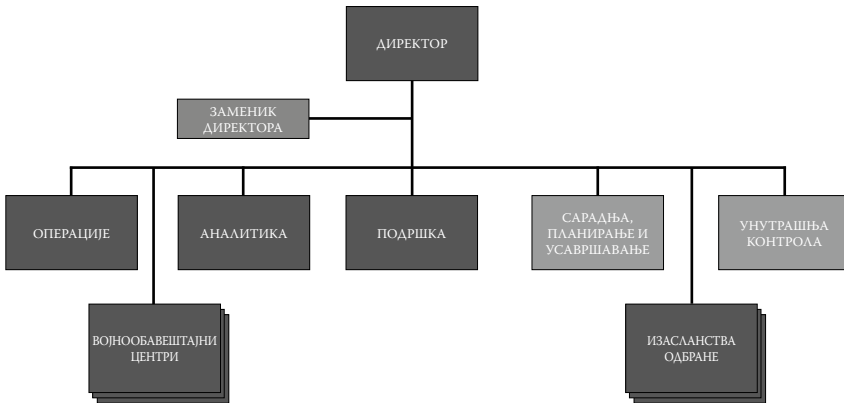 ДИРЕКТОР
ЗАМЕНИК
ДИРЕКТОРА
ОПЕРАЦИЈЕ
АНАЛИТИКА
ПОДРШКА
САРАДЊА,
ПЛАНИРАЊЕ И
УСАВРШАВАЊЕ
УНУТРАШЊА
КОНТРОЛА
ВОЈНООБАВЕШТАЈНИ
ЦЕНТРИ
ИЗАСЛАНСТВА
ОДБРАНЕ